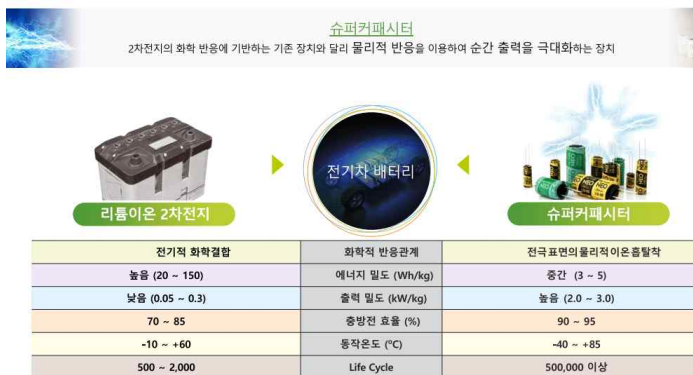 슈퍼커패시터
2차전지의 화학 반응에 기반하는 기존 장치와 달리 물리적 반응을 이용하여 순간 출력을 극대화하는 장치
전기차 배터리
리튬이온 2차전지
슈퍼커패시터
전기적 화학결합 화학적 반응관계 전극표면의물리적이온흡탈착
높음 (20 ~ 150) 에너지 밀도 (Wh/kg) 중간 (3 ~ 5)
낮음 (0.05 ~ 0.3) 출력 밀도 (kW/kg) 높음 (2.0 ~ 3.0)
70 ~ 85 충방전 효율 (%) 90 ~ 95
-10 ~ +60 동작온도 (°C) -40 ~ +85
500 ~ 2,000 Life Cycle 500,000 이상